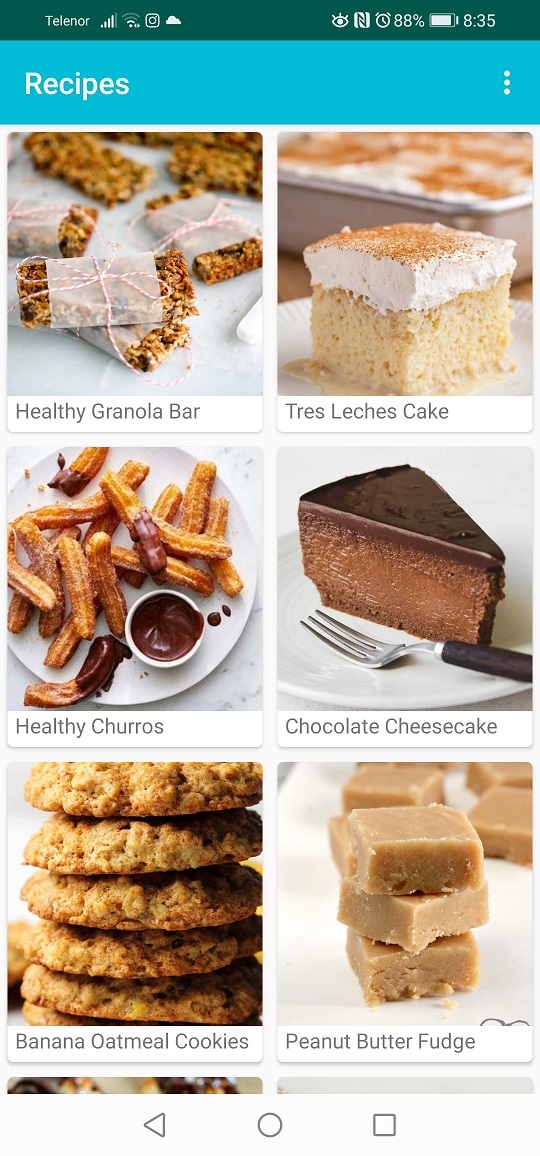 Telenor 88% 8:35
Recipes
Healthy Granola Bar
Tres Leches Cake
Healthy Churros
Chocolate Cheesecake
Banana Oatmeal Cookies
Peanut Butter Fudge